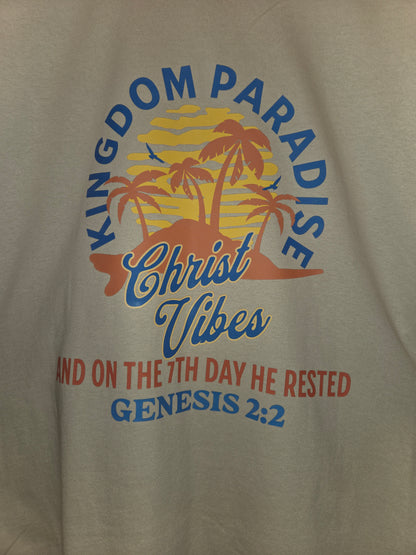 KINGDOM PARADISE
Christ
Vibes
AND ON THE 7TH DAY HE RESTED
GENESIS 2:2